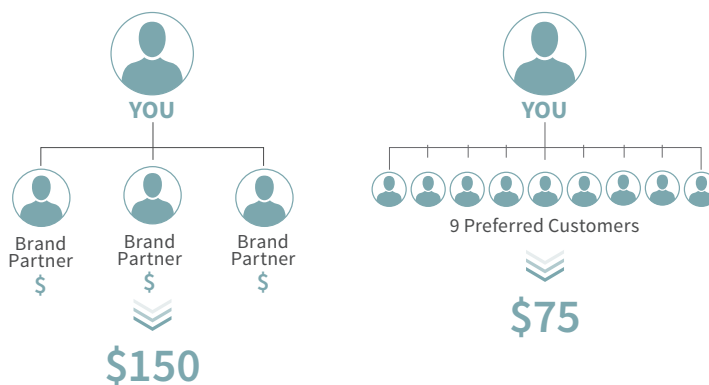 YOU
Brand
Partner
$
Brand
Partner
$
Brand
Partner
$
$150
YOU
9 Preferred Customers
$75